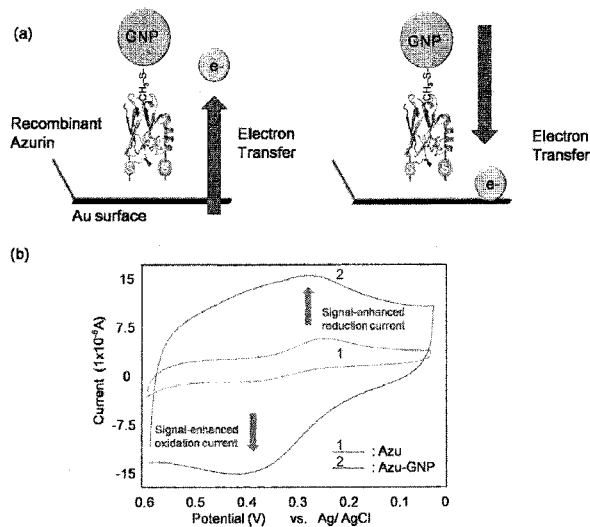 (a)
GNP
CH₂-S-
e-
Recombinant
Azurin
Electron
Transfer
Au surface
GNP
CH₂-S-
Electron
Transfer
e-
(b)
15
7.5
0
-7.5
-15
Current (1x10⁻⁶A)
2
Signal-enhanced
reduction current
1
Signal-enhanced
oxidation current
1 : Azu
2 : Azu-GNP
0.6 0.5 0.4 0.3 0.2 0.1 0
Potential (V) vs. Ag/ AgCl